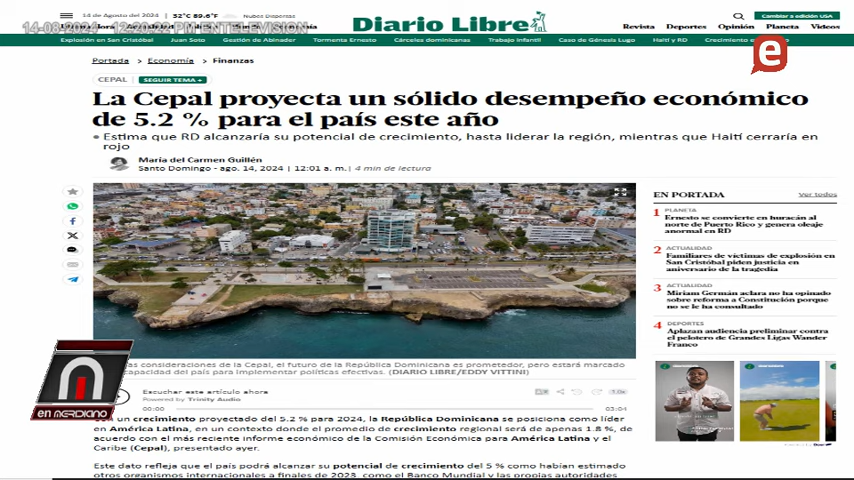 14 de Agosto del 2024 | 32°C 89.6°F Nubes Dispersas
Cambiar a edición USA
Diario Libre
14-08-2024 - 12:20:22 PM ENTELEVISION
Economía
Revista Deportes Opinión Planeta Videos
Explosión en San Cristóbal Juan Soto Gestión de Abinader Tormenta Ernesto Cárceles dominicanas Trabajo infantil Caso de Génesis Lugo Haití y RD
e
Portada > Economía > Finanzas
CEPAL SEGUIR TEMA +
La Cepal proyecta un sólido desempeño económico
de 5.2 % para el país este año
Estima que RD alcanzaría su potencial de crecimiento, hasta liderar la región, mientras que Haití cerraría en
rojo
María del Carmen Guillén
Santo Domingo - ago. 14, 2024 | 12:01 a. m. | 4 min de lectura
EN PORTADA Ver todos
1 PLANETA
Ernesto se convierte en huracán al
norte de Puerto Rico y genera oleaje
anormal en RD
2 ACTUALIDAD
Familiares de víctimas de explosión en
San Cristóbal piden justicia en
aniversario de la tragedia
3 ACTUALIDAD
Miriam Germán aclara no ha opinado
sobre reforma a Constitución porque
no se le ha consultado
4 DEPORTES
Aplazan audiencia preliminar contra
el pelotero de Grandes Ligas Wander
Franco
as consideraciones de la Cepal, el futuro de la República Dominicana es prometedor, pero estará marcado
capacidad del país para implementar políticas efectivas. (DIARIO LIBRE/EDDY VITTINI)
EN MERIDIANO
Escuchar este artículo ahora
Powered by Trinity Audio
1.0x
00:00 03:04
un crecimiento proyectado del 5.2 % para 2024, la República Dominicana se posiciona como líder
en América Latina, en un contexto donde el promedio de crecimiento regional será de apenas 1.8 %, de
acuerdo con el más reciente informe económico de la Comisión Económica para América Latina y el
Caribe (Cepal), presentado ayer.
Este dato refleja que el país podrá alcanzar su potencial de crecimiento del 5 % como habían estimado
otros organismos internacionales a finales de 2023, como el Banco Mundial y las propias autoridades